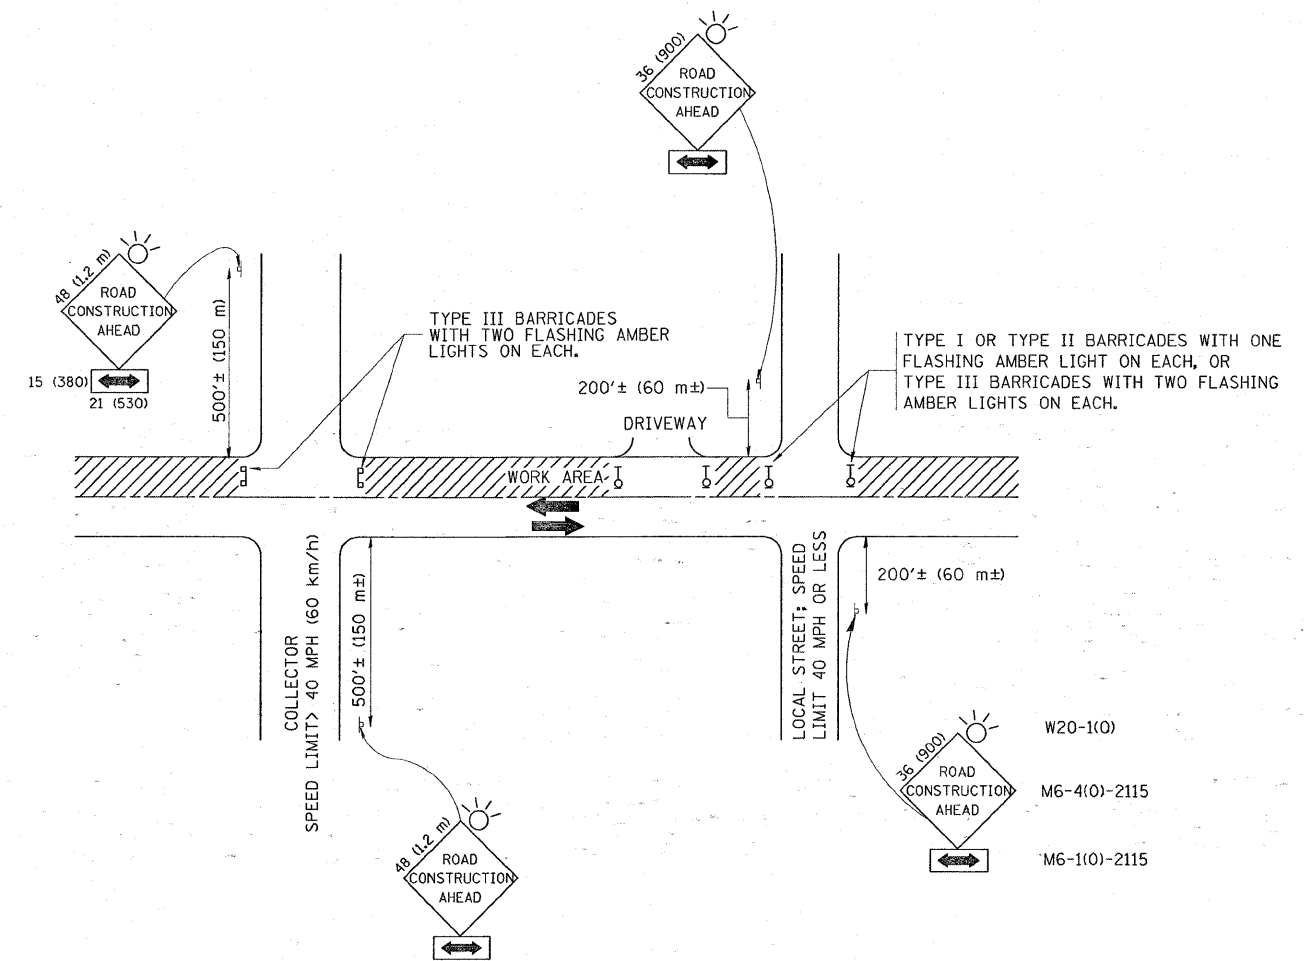 36 (900)
ROAD
CONSTRUCTION
AHEAD
48 (1.2 m)
ROAD
CONSTRUCTION
AHEAD
15 (380)
21 (530)
500'± (150 m)
TYPE III BARRICADES
WITH TWO FLASHING AMBER
LIGHTS ON EACH.
200'± (60 m±)
DRIVEWAY
TYPE I OR TYPE II BARRICADES WITH ONE
FLASHING AMBER LIGHT ON EACH, OR
TYPE III BARRICADES WITH TWO FLASHING
AMBER LIGHTS ON EACH.
WORK AREA
COLLECTOR
SPEED LIMIT> 40 MPH (60 km/h)
500'± (150 m±)
LOCAL STREET; SPEED
LIMIT 40 MPH OR LESS
200'± (60 m±)
48 (1.2 m)
ROAD
CONSTRUCTION
AHEAD
36 (900)
ROAD
CONSTRUCTION
AHEAD
W20-1(O)
M6-4(O)-2115
M6-1(O)-2115